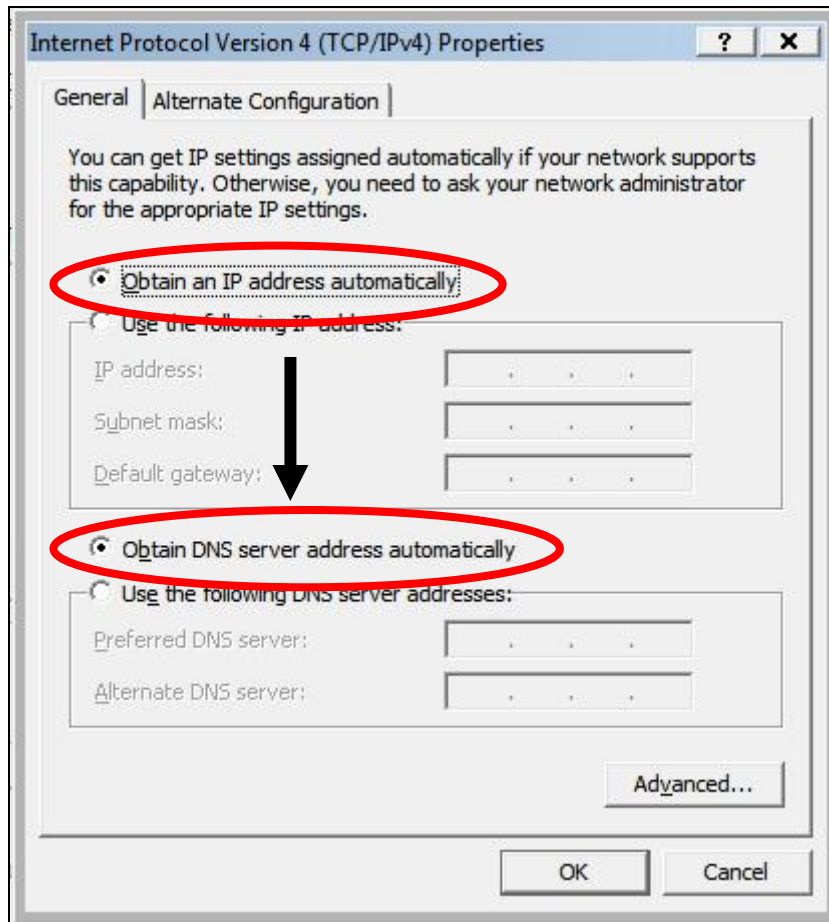 Internet Protocol Version 4 (TCP/IPv4) Properties
General
Alternate Configuration
You can get IP settings assigned automatically if your network supports
this capability. Otherwise, you need to ask your network administrator
for the appropriate IP settings.
Obtain an IP address automatically
Use the following IP address:
IP address:
Subnet mask:
Default gateway:
Obtain DNS server address automatically
Use the following DNS server addresses:
Preferred DNS server:
Alternate DNS server:
Advanced...
OK
Cancel